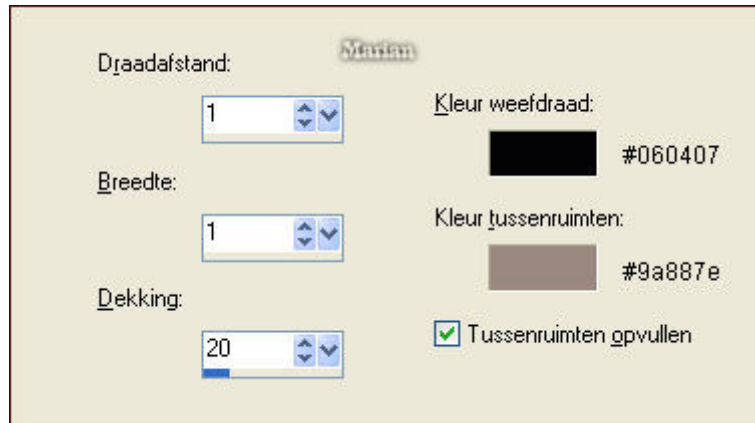 Marian
Draadafstand:
1
Breedte:
1
Dekking:
20
Kleur weefdraad:
#060407
Kleur tussenruimten:
#9a887e
Tussenruimten opvullen